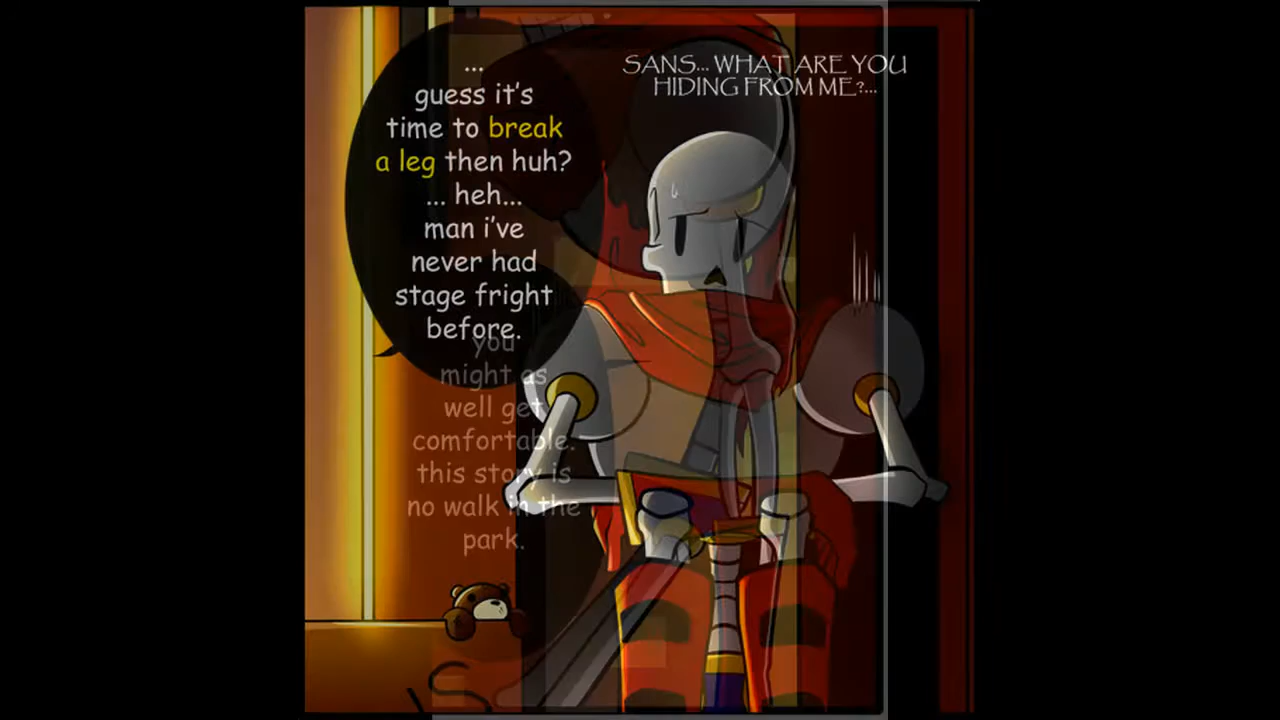 ...
guess it's
time to break
a leg then huh?
... heh...
man i've
never had
stage fright
before.
you
might as
well get
comfortable.
this story is
no walk in the
park.
SANS... WHAT ARE YOU
HIDING FROM ME?...